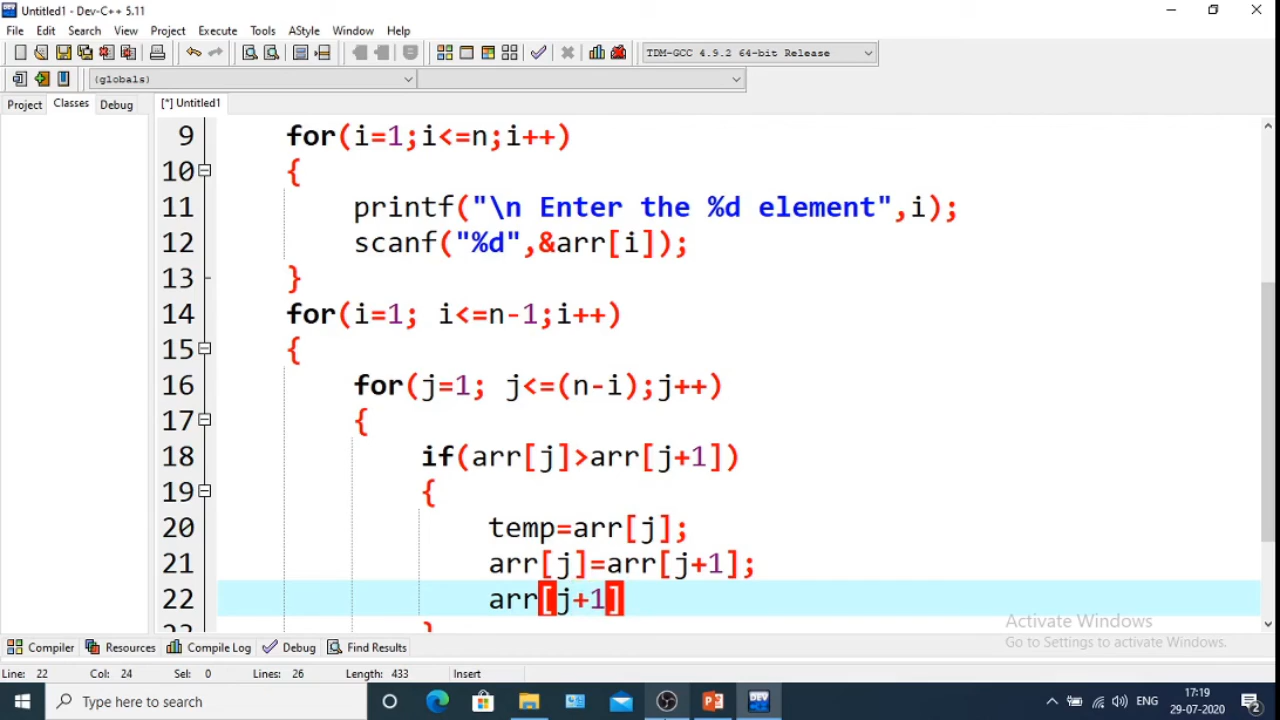 Untitled1 - Dev-C++ 5.11
File Edit Search View Project Execute Tools AStyle Window Help
TDM-GCC 4.9.2 64-bit Release
(globals)
Project Classes Debug [*] Untitled1
9 for(i=1;i<=n;i++)
10 {
11 printf("\n Enter the %d element",i);
12 scanf("%d",&arr[i]);
13 }
14 for(i=1; i<=n-1;i++)
15 {
16 for(j=1; j<=(n-i);j++)
17 {
18 if(arr[j]>arr[j+1])
19 {
20 temp=arr[j];
21 arr[j]=arr[j+1];
22 arr[j+1]
23 }
Activate Windows
Go to Settings to activate Windows.
Compiler Resources Compile Log Debug Find Results
Line: 22 Col: 24 Sel: 0 Lines: 26 Length: 433 Insert
Type here to search
ENG
17:19
29-07-2020
2